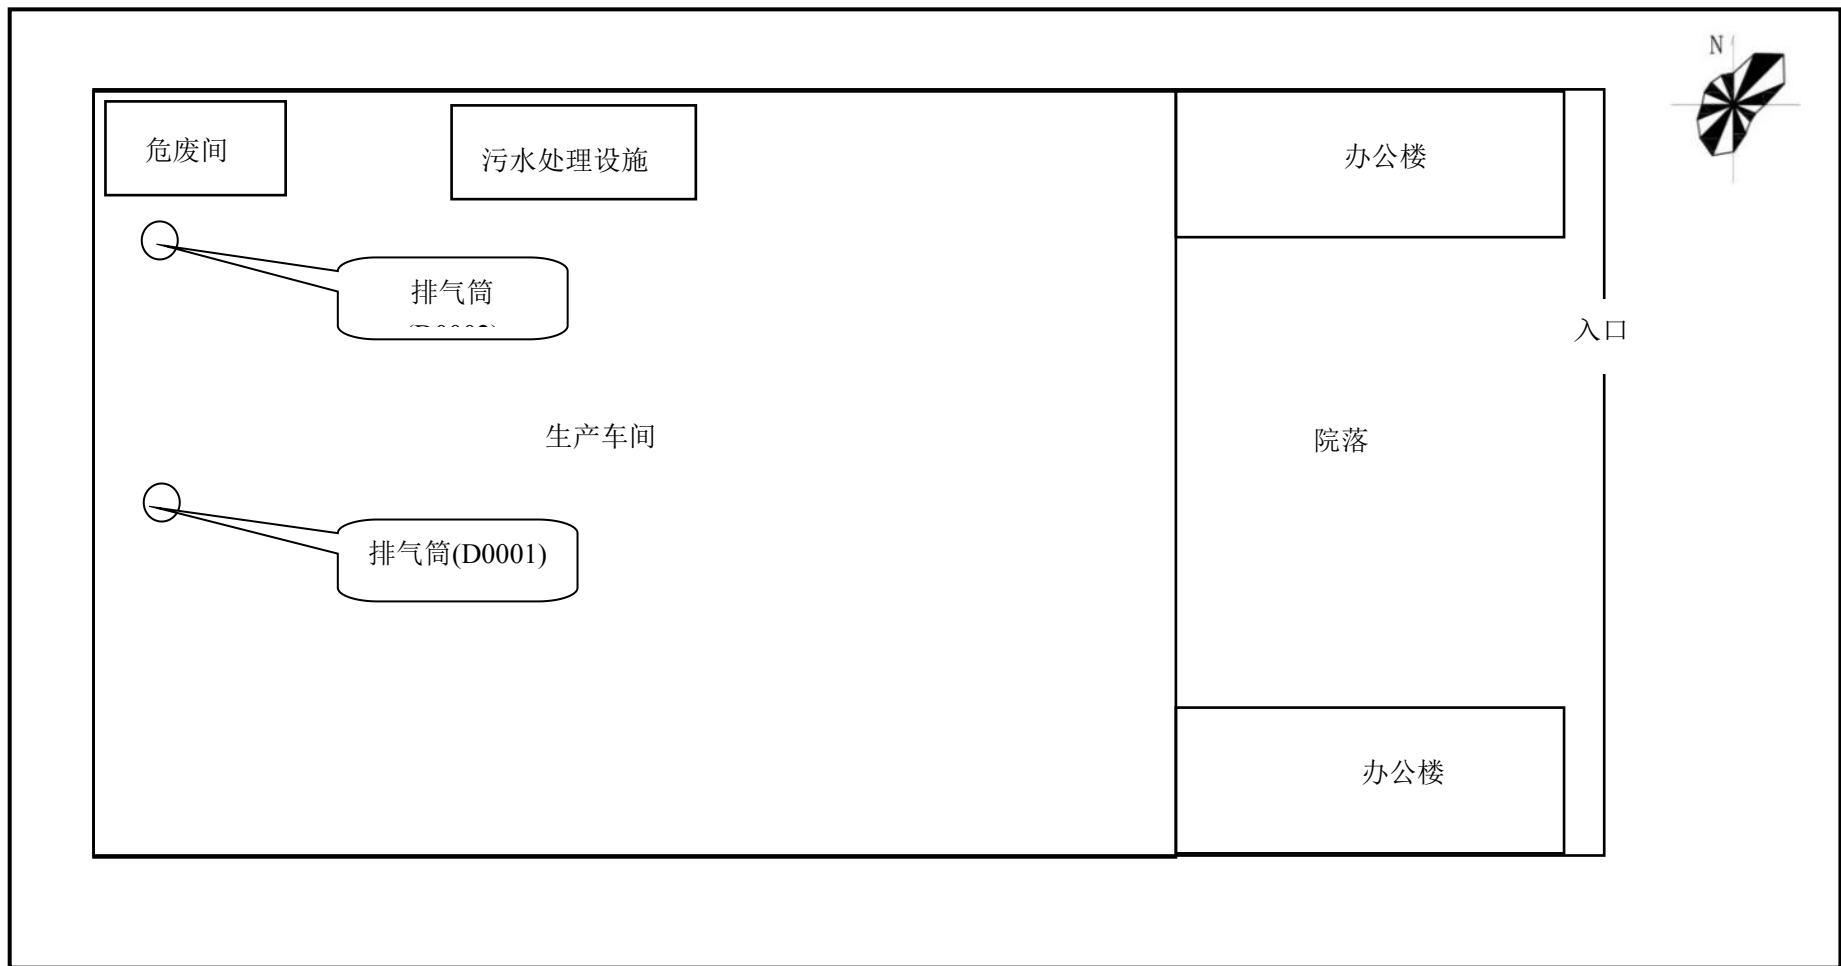 N
危废间
污水处理设施
办公楼
排气筒
入口
生产车间
院落
排气筒(D0001)
办公楼